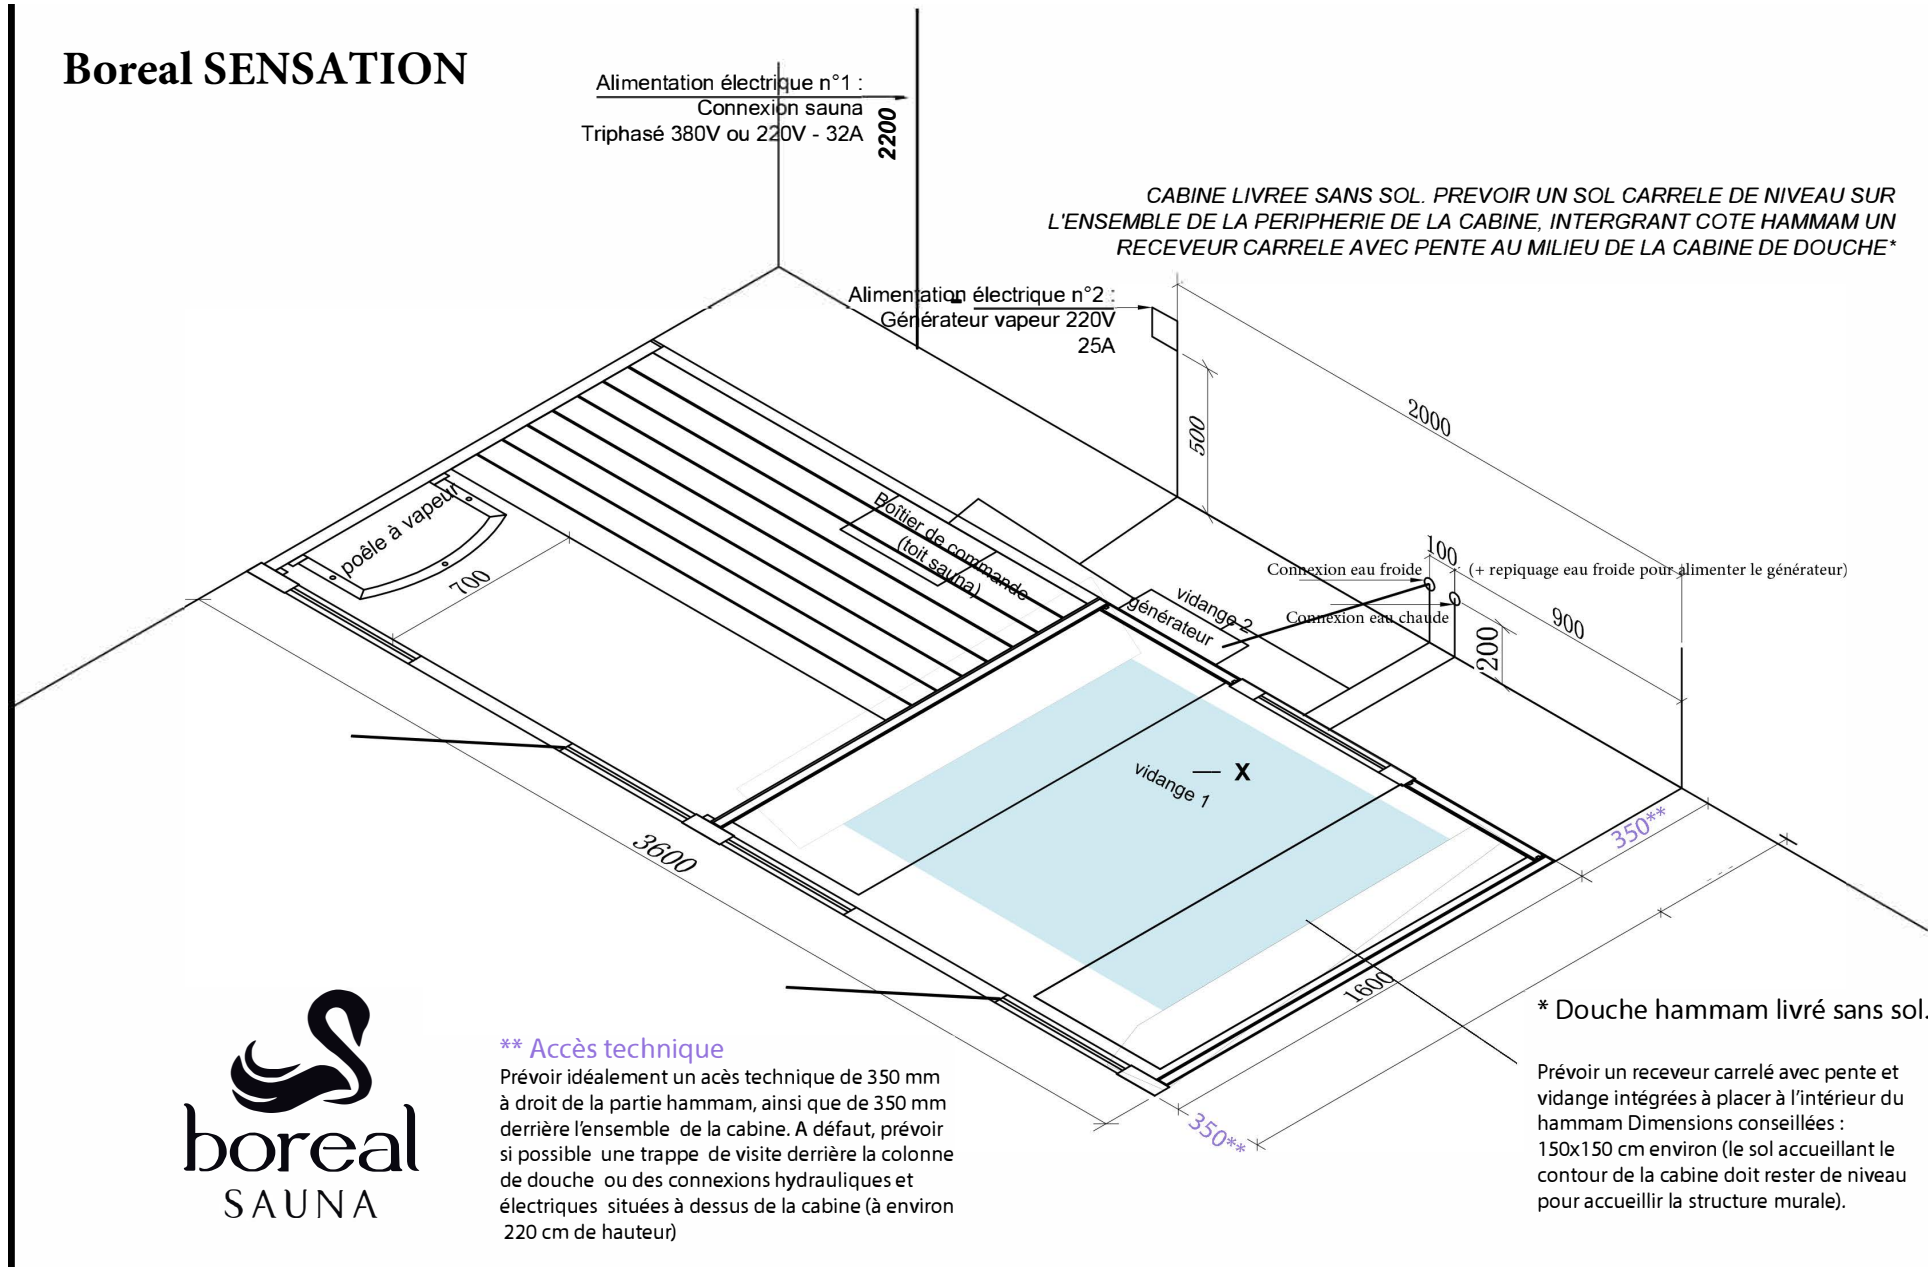 Boreal SENSATION
Alimentation électrique n°1 :
Connexion sauna
Triphasé 380V ou 220V - 32A
2200
CABINE LIVREE SANS SOL. PREVOIR UN SOL CARRELE DE NIVEAU SUR
L'ENSEMBLE DE LA PERIPHERIE DE LA CABINE, INTERGRANT COTE HAMMAM UN
RECEVEUR CARRELE AVEC PENTE AU MILIEU DE LA CABINE DE DOUCHE*
Alimentation électrique n°2 :
Générateur vapeur 220V
25A
500
2000
poêle à vapeur
700
Boîtier de commande
(toit sauna)
100
Connexion eau froide
(+ repiquage eau froide pour alimenter le générateur)
Connexion eau chaude
900
200
vidange 2
générateur
vidange 1
X
3600
350**
1600
350**
boreal
SAUNA
** Accès technique
Prévoir idéalement un acès technique de 350 mm
à droit de la partie hammam, ainsi que de 350 mm
derrière l'ensemble de la cabine. A défaut, prévoir
si possible une trappe de visite derrière la colonne
de douche ou des connexions hydrauliques et
électriques situées à dessus de la cabine (à environ
220 cm de hauteur)
* Douche hammam livré sans sol.
Prévoir un receveur carrelé avec pente et
vidange intégrées à placer à l'intérieur du
hammam Dimensions conseillées :
150x150 cm environ (le sol accueillant le
contour de la cabine doit rester de niveau
pour accueillir la structure murale).